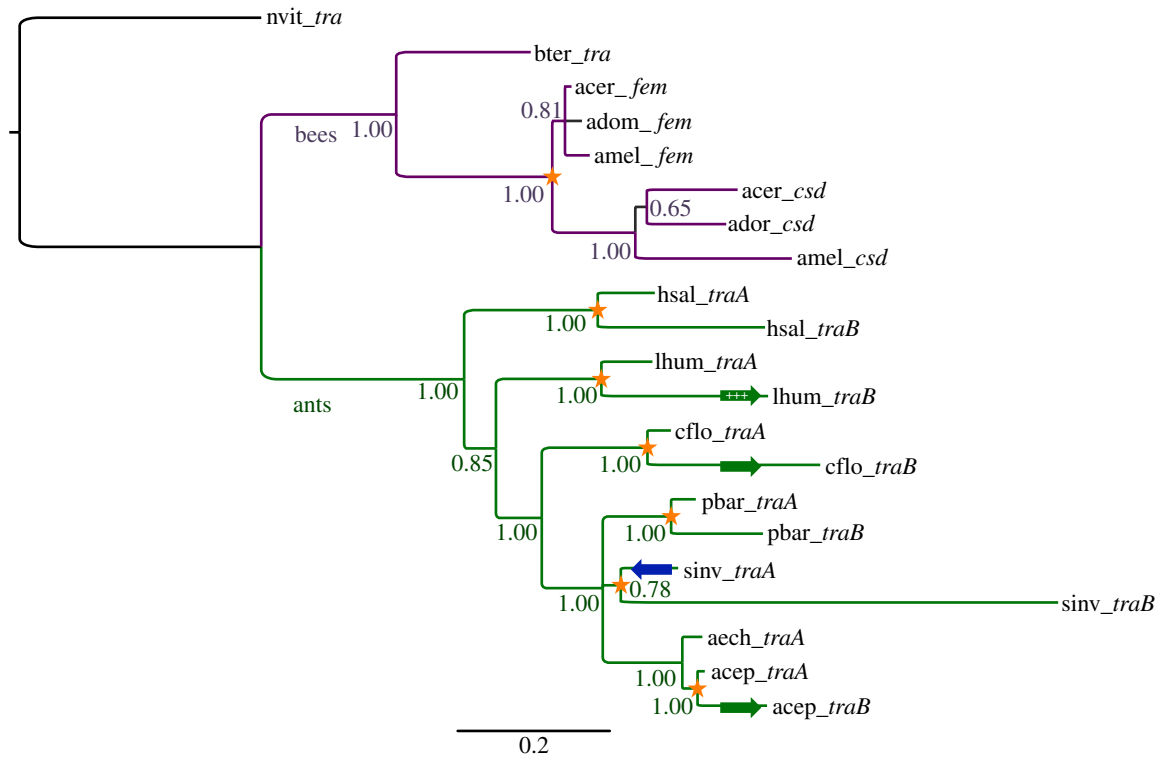 nvit_tra
bter_tra
acer_fem
0.81
adom_fem
bees 1.00
amel_fem
1.00
acer_csd
0.65
ador_csd
1.00
amel_csd
hsal_traA
1.00
hsal_traB
lhum_traA
1.00
1.00
+++
lhum_traB
ants
cflo_traA
0.85
1.00
cflo_traB
pbar_traA
1.00
1.00
pbar_traB
sinv_traA
0.78
1.00
sinv_traB
aech_traA
acep_traA
1.00
1.00
acep_traB
0.2